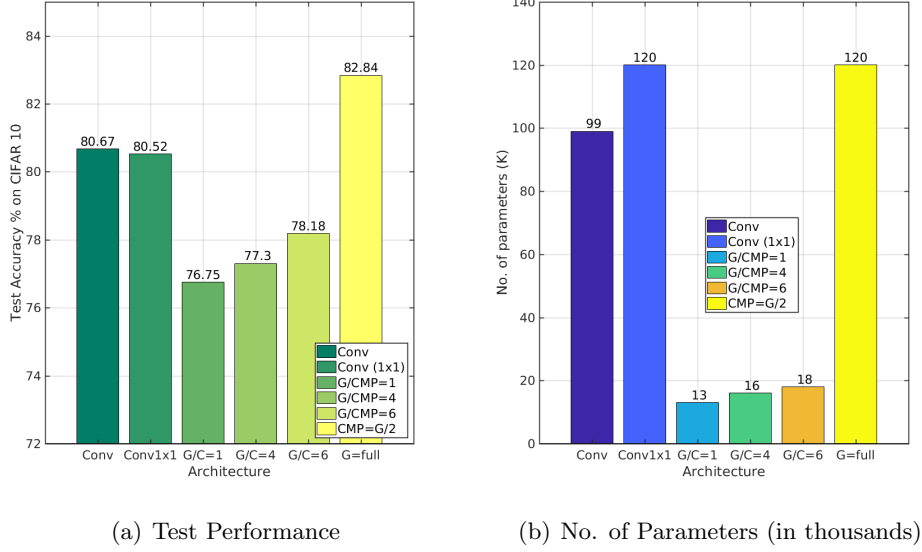 Test Accuracy % on CIFAR 10
84
82
80
78
76
74
72
80.67
80.52
76.75
77.3
78.18
82.84
Conv
Conv (1x1)
G/CMP=1
G/CMP=4
G/CMP=6
CMP=G/2
Conv Conv1x1 G/C=1 G/C=4 G/C=6 G=full
Architecture
(a) Test Performance
No. of parameters (K)
140
120
100
80
60
40
20
0
99
120
13
16
18
120
Conv
Conv (1x1)
G/CMP=1
G/CMP=4
G/CMP=6
CMP=G/2
Conv Conv1x1 G/C=1 G/C=4 G/C=6 G=full
Architecture
(b) No. of Parameters (in thousands)